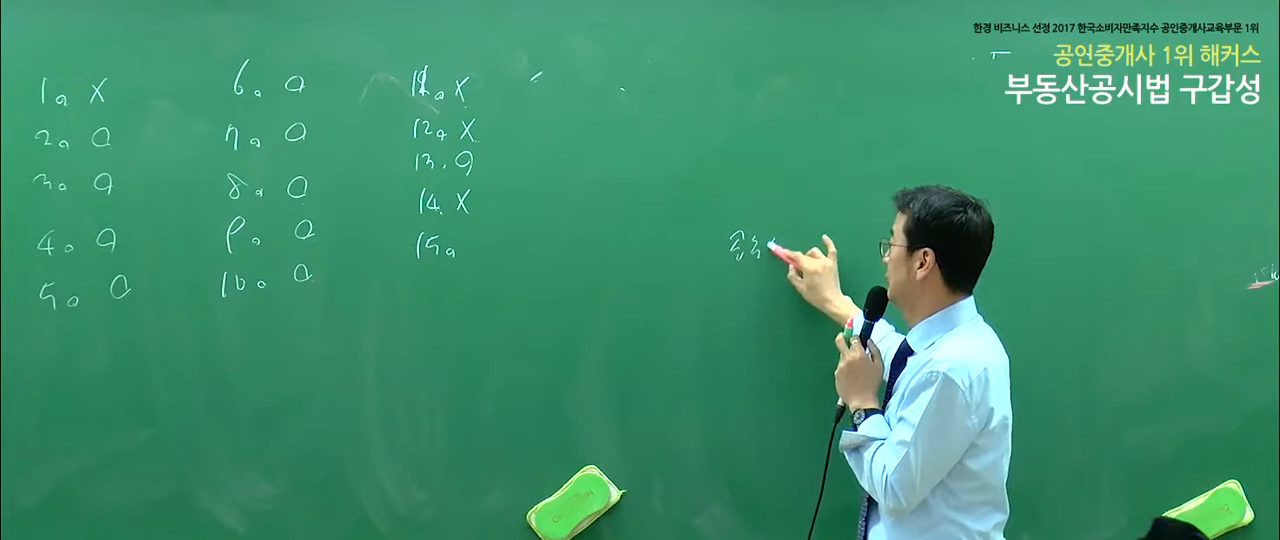 한경 비즈니스 선정 2017 한국소비자만족지수 공인중개사교육부문 1위
공인중개사 1위 해커스
부동산공시법 구갑성
1. X
2. O
3. O
4. O
5. O
6. O
7. O
8. O
9. O
10. O
11. X
12. X
13. O
14. X
15.
공유